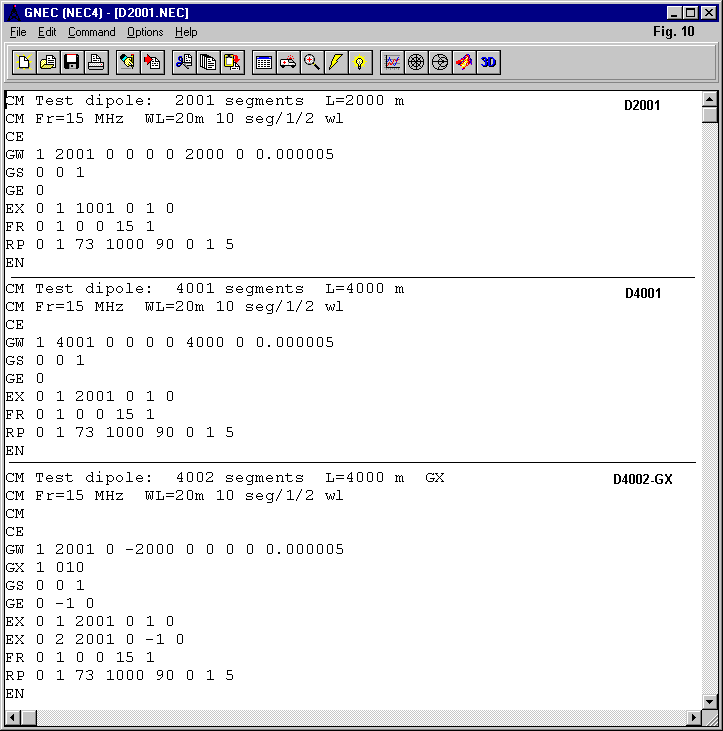 GNEC (NEC4) - [D2001.NEC]
File Edit Command Options Help Fig. 10
3D
CM Test dipole: 2001 segments L=2000 m D2001
CM Fr=15 MHz WL=20m 10 seg/1/2 wl
CE
GW 1 2001 0 0 0 0 2000 0 0.000005
GS 0 0 1
GE 0
EX 0 1 1001 0 1 0
FR 0 1 0 0 15 1
RP 0 1 73 1000 90 0 1 5
EN
CM Test dipole: 4001 segments L=4000 m D4001
CM Fr=15 MHz WL=20m 10 seg/1/2 wl
CE
GW 1 4001 0 0 0 0 4000 0 0.000005
GS 0 0 1
GE 0
EX 0 1 2001 0 1 0
FR 0 1 0 0 15 1
RP 0 1 73 1000 90 0 1 5
EN
CM Test dipole: 4002 segments L=4000 m GX D4002-GX
CM Fr=15 MHz WL=20m 10 seg/1/2 wl
CM
CE
GW 1 2001 0 -2000 0 0 0 0 0.000005
GX 1 010
GS 0 0 1
GE 0 -1 0
EX 0 1 2001 0 1 0
EX 0 2 2001 0 -1 0
FR 0 1 0 0 15 1
RP 0 1 73 1000 90 0 1 5
EN